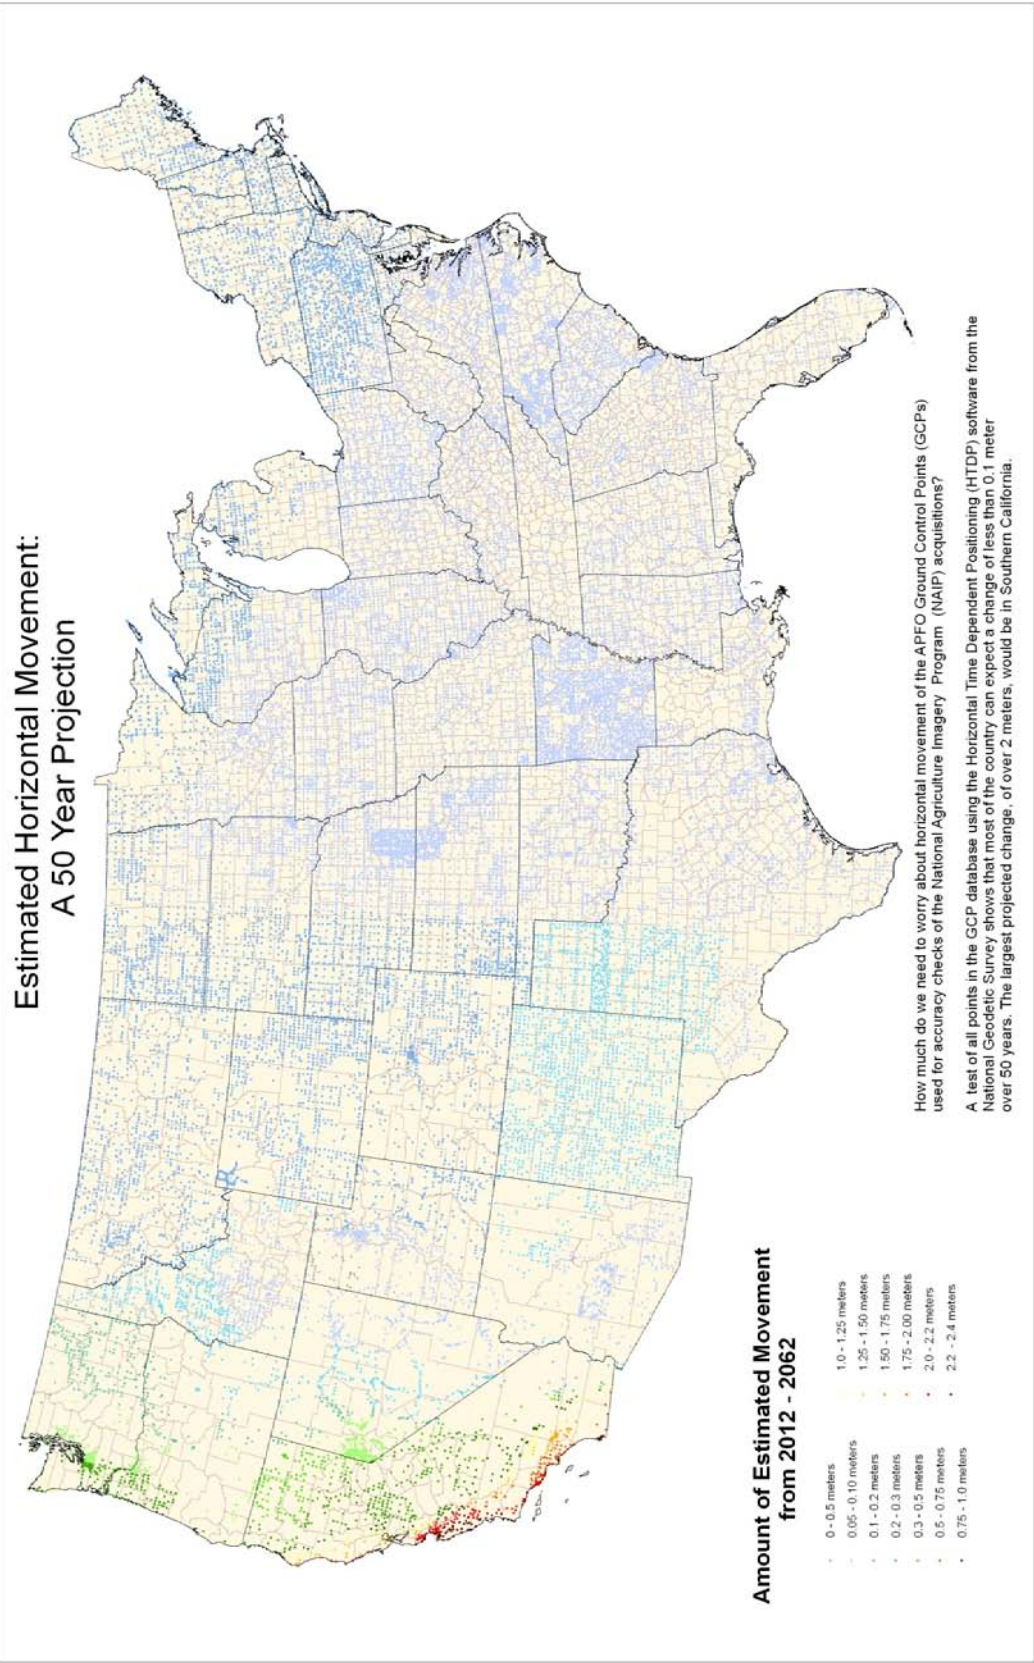 Estimated Horizontal Movement:
A 50 Year Projection
How much do we need to worry about horizontal movement of the APFO Ground Control Points (GCPs)
used for accuracy checks of the National Agriculture Imagery Program (NAIP) acquisitions?
A test of all points in the GCP database using the Horizontal Time Dependent Positioning (HTDP) software from the
National Geodetic Survey shows that most of the country can expect a change of less than 0.1 meter
over 50 years. The largest projected change, of over 2 meters, would be in Southern California.
Amount of Estimated Movement
from 2012 - 2062
0 - 0.5 meters
0.05 - 0.10 meters
0.1 - 0.2 meters
0.2 - 0.3 meters
0.3 - 0.5 meters
0.5 - 0.75 meters
0.75 - 1.0 meters
1.0 - 1.25 meters
1.25 - 1.50 meters
1.50 - 1.75 meters
1.75 - 2.00 meters
2.0 - 2.2 meters
2.2 - 2.4 meters